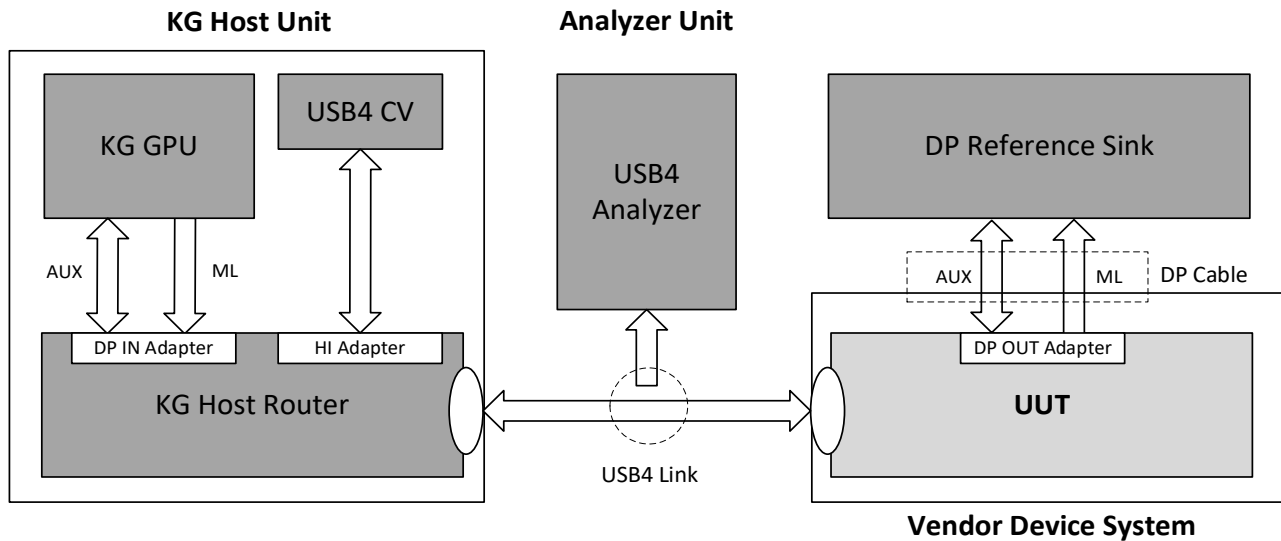 KG Host Unit
Analyzer Unit
KG GPU
USB4 CV
USB4
Analyzer
DP Reference Sink
AUX
ML
AUX
ML
DP Cable
DP IN Adapter
HI Adapter
DP OUT Adapter
KG Host Router
UUT
USB4 Link
Vendor Device System